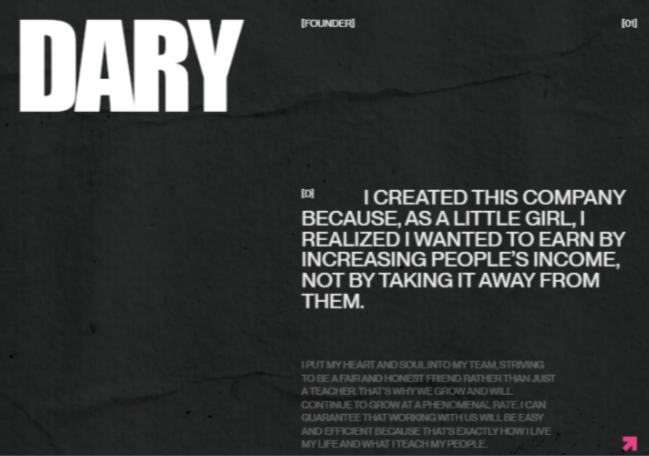 DARY
[FOUNDER]
[01]
[D]
I CREATED THIS COMPANY
BECAUSE, AS A LITTLE GIRL, I
REALIZED I WANTED TO EARN BY
INCREASING PEOPLE'S INCOME,
NOT BY TAKING IT AWAY FROM
THEM.
I PUT MY HEART AND SOUL INTO MY TEAM, STRIVING
TO BE A FAIR AND HONEST FRIEND RATHER THAN JUST
A TEACHER. THAT'S WHY WE GROW AND WILL
CONTINUE TO GROW AT A PHENOMENAL RATE. I CAN
GUARANTEE THAT WORKING WITH US WILL BE EASY
AND EFFICIENT BECAUSE THAT'S EXACTLY HOW I LIVE
MY LIFE AND WHAT I TEACH MY PEOPLE.